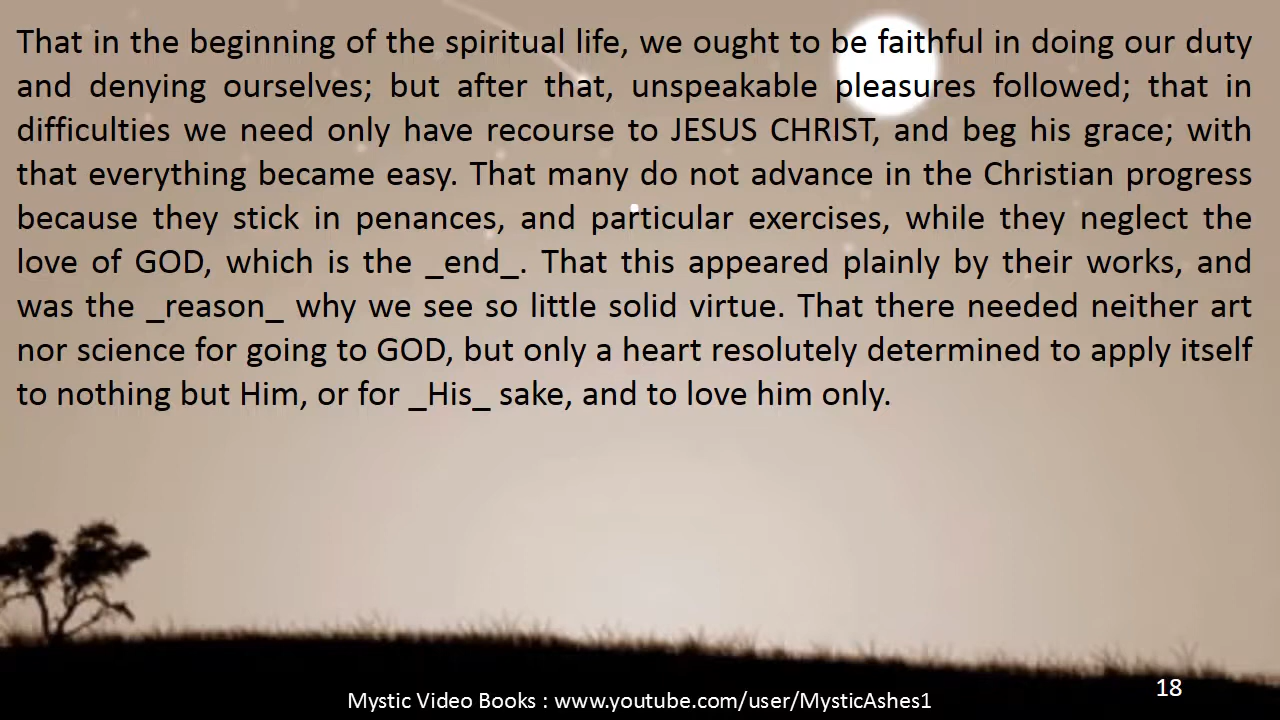 That in the beginning of the spiritual life, we ought to be faithful in doing our duty
and denying ourselves; but after that, unspeakable pleasures followed; that in
difficulties we need only have recourse to JESUS CHRIST, and beg his grace; with
that everything became easy. That many do not advance in the Christian progress
because they stick in penances, and particular exercises, while they neglect the
love of GOD, which is the _end_. That this appeared plainly by their works, and
was the _reason_ why we see so little solid virtue. That there needed neither art
nor science for going to GOD, but only a heart resolutely determined to apply itself
to nothing but Him, or for _His_ sake, and to love him only.
18
Mystic Video Books : www.youtube.com/user/MysticAshes1